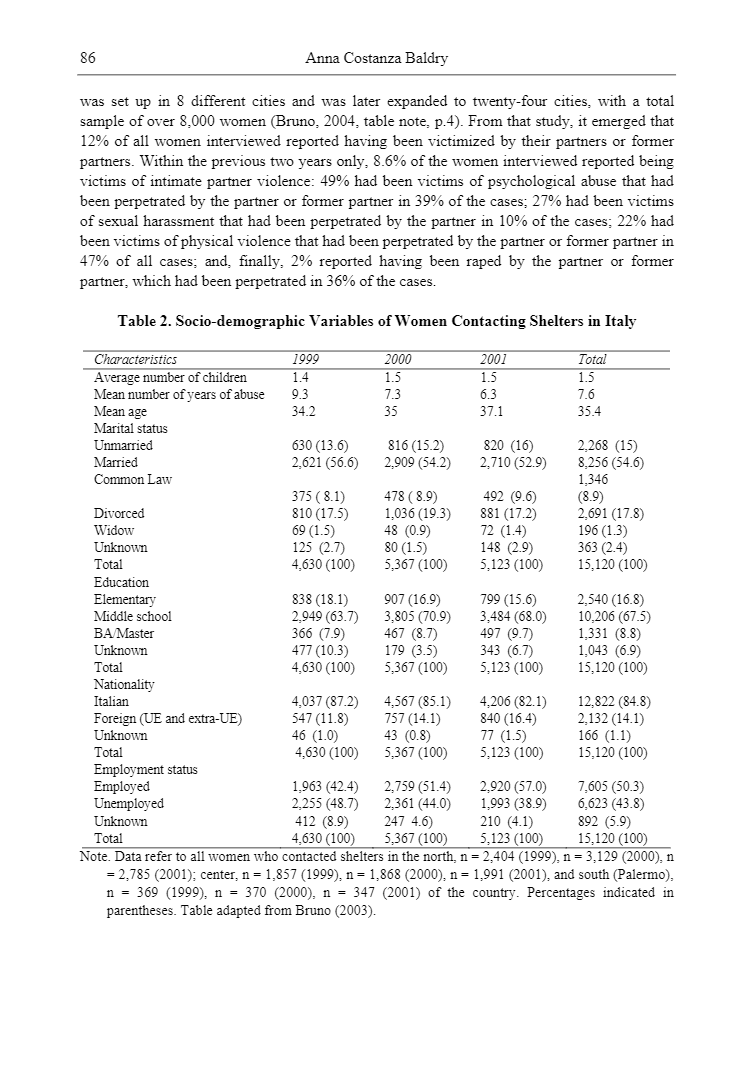 86
Anna Costanza Baldry
was set up in 8 different cities and was later expanded to twenty-four cities, with a total
sample of over 8,000 women (Bruno, 2004, table note, p.4). From that study, it emerged that
12% of all women interviewed reported having been victimized by their partners or former
partners. Within the previous two years only, 8.6% of the women interviewed reported being
victims of intimate partner violence: 49% had been victims of psychological abuse that had
been perpetrated by the partner or former partner in 39% of the cases; 27% had been victims
of sexual harassment that had been perpetrated by the partner in 10% of the cases; 22% had
been victims of physical violence that had been perpetrated by the partner or former partner in
47% of all cases; and, finally, 2% reported having been raped by the partner or former
partner, which had been perpetrated in 36% of the cases.
Table 2. Socio-demographic Variables of Women Contacting Shelters in Italy
Characteristics 1999 2000 2001 Total
Average number of children 1.4 1.5 1.5 1.5
Mean number of years of abuse 9.3 7.3 6.3 7.6
Mean age 34.2 35 37.1 35.4
Marital status
Unmarried 630 (13.6) 816 (15.2) 820 (16) 2,268 (15)
Married 2,621 (56.6) 2,909 (54.2) 2,710 (52.9) 8,256 (54.6)
Common Law 1,346
375 ( 8.1) 478 ( 8.9) 492 (9.6) (8.9)
Divorced 810 (17.5) 1,036 (19.3) 881 (17.2) 2,691 (17.8)
Widow 69 (1.5) 48 (0.9) 72 (1.4) 196 (1.3)
Unknown 125 (2.7) 80 (1.5) 148 (2.9) 363 (2.4)
Total 4,630 (100) 5,367 (100) 5,123 (100) 15,120 (100)
Education
Elementary 838 (18.1) 907 (16.9) 799 (15.6) 2,540 (16.8)
Middle school 2,949 (63.7) 3,805 (70.9) 3,484 (68.0) 10,206 (67.5)
BA/Master 366 (7.9) 467 (8.7) 497 (9.7) 1,331 (8.8)
Unknown 477 (10.3) 179 (3.5) 343 (6.7) 1,043 (6.9)
Total 4,630 (100) 5,367 (100) 5,123 (100) 15,120 (100)
Nationality
Italian 4,037 (87.2) 4,567 (85.1) 4,206 (82.1) 12,822 (84.8)
Foreign (UE and extra-UE) 547 (11.8) 757 (14.1) 840 (16.4) 2,132 (14.1)
Unknown 46 (1.0) 43 (0.8) 77 (1.5) 166 (1.1)
Total 4,630 (100) 5,367 (100) 5,123 (100) 15,120 (100)
Employment status
Employed 1,963 (42.4) 2,759 (51.4) 2,920 (57.0) 7,605 (50.3)
Unemployed 2,255 (48.7) 2,361 (44.0) 1,993 (38.9) 6,623 (43.8)
Unknown 412 (8.9) 247 4.6) 210 (4.1) 892 (5.9)
Total 4,630 (100) 5,367 (100) 5,123 (100) 15,120 (100)
Note. Data refer to all women who contacted shelters in the north, n = 2,404 (1999), n = 3,129 (2000), n
= 2,785 (2001); center, n = 1,857 (1999), n = 1,868 (2000), n = 1,991 (2001), and south (Palermo),
n = 369 (1999), n = 370 (2000), n = 347 (2001) of the country. Percentages indicated in
parentheses. Table adapted from Bruno (2003).